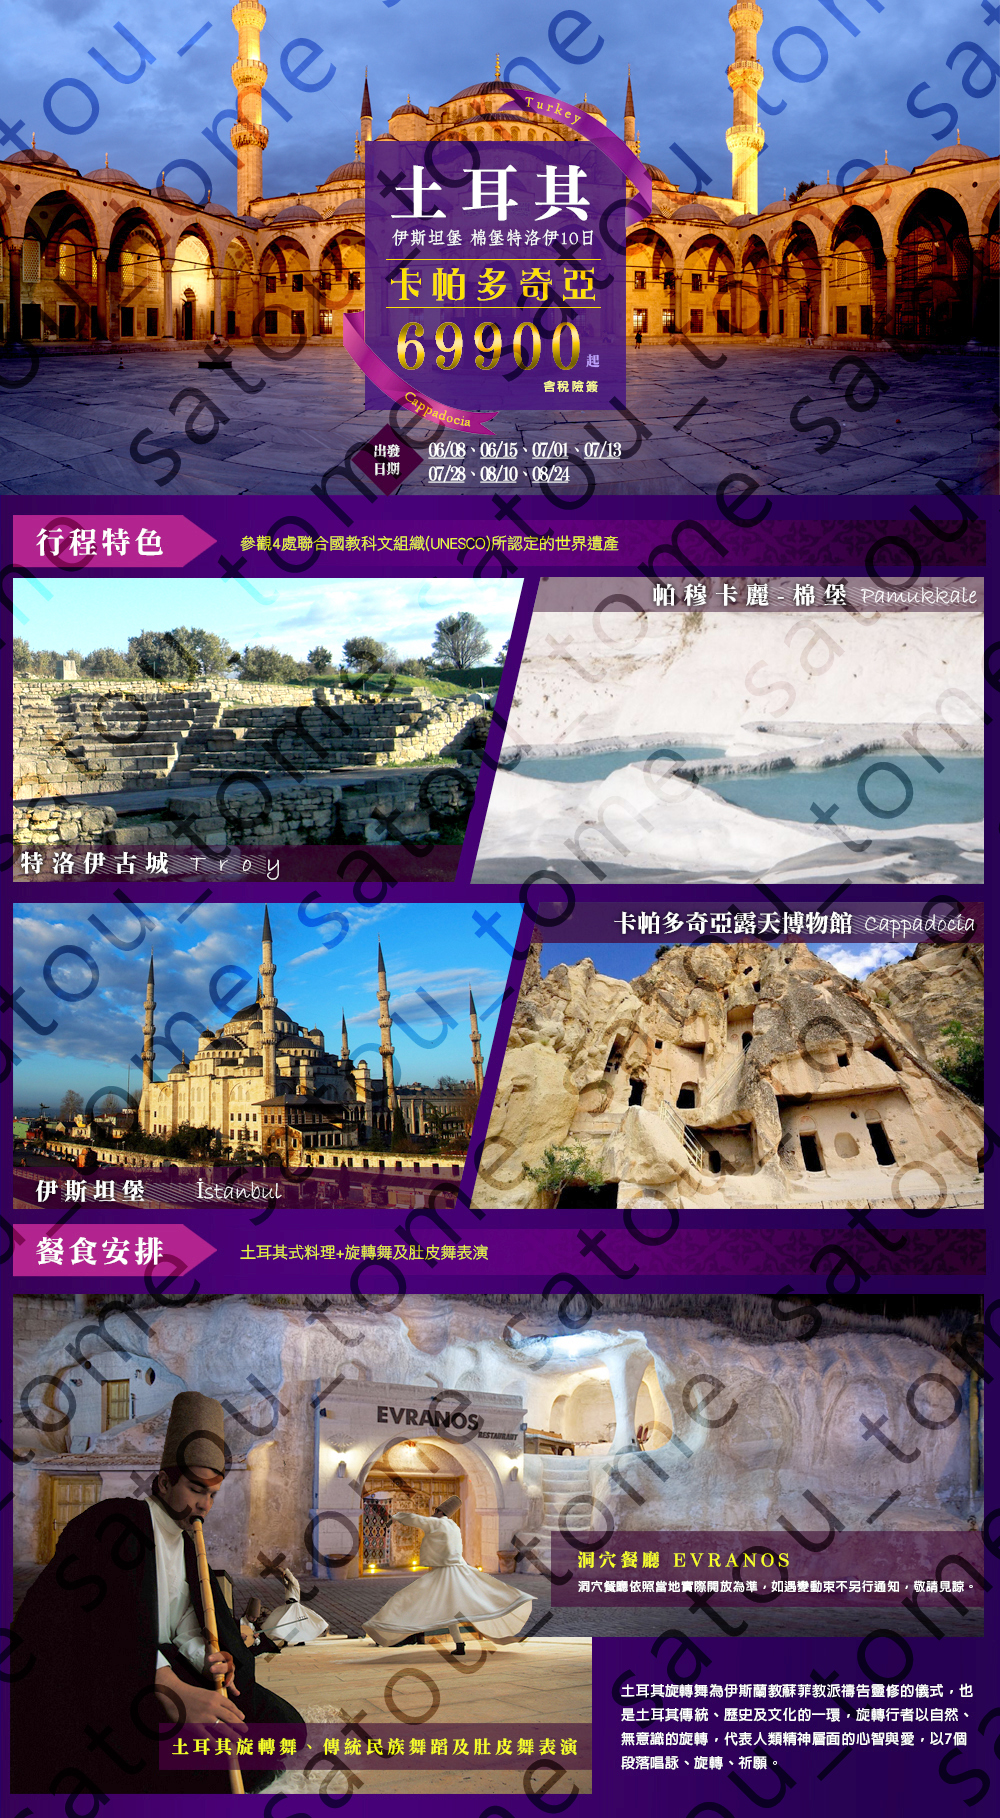 Turkey
土耳其
伊斯坦堡 棉堡特洛伊10日
卡帕多奇亞
69900起
含稅險簽
Cappadocia
出發
日期
06/08、06/15、07/01、07/13
07/28、08/10、08/24
行程特色
參觀4處聯合國教科文組織(UNESCO)所認定的世界遺產
帕穆卡麗-棉堡 Pamukkale
特洛伊古城 Troy
卡帕多奇亞露天博物館 Cappadocia
伊斯坦堡 İstanbul
餐食安排
土耳其式料理+旋轉舞及肚皮舞表演
EVRANOS
RESTAURANT
洞穴餐廳 EVRANOS
洞穴餐廳依照當地實際開放為準，如遇變動東不另行通知，敬請見諒。
土耳其旋轉舞、傳統民族舞蹈及肚皮舞表演
土耳其旋轉舞為伊斯蘭教蘇菲教派禱告靈修的儀式，也
是土耳其傳統、歷史及文化的一環，旋轉行者以自然、
無意識的旋轉，代表人類精神層面的心智與愛，以7個
段落唱詠、旋轉、祈願。
satou_tome